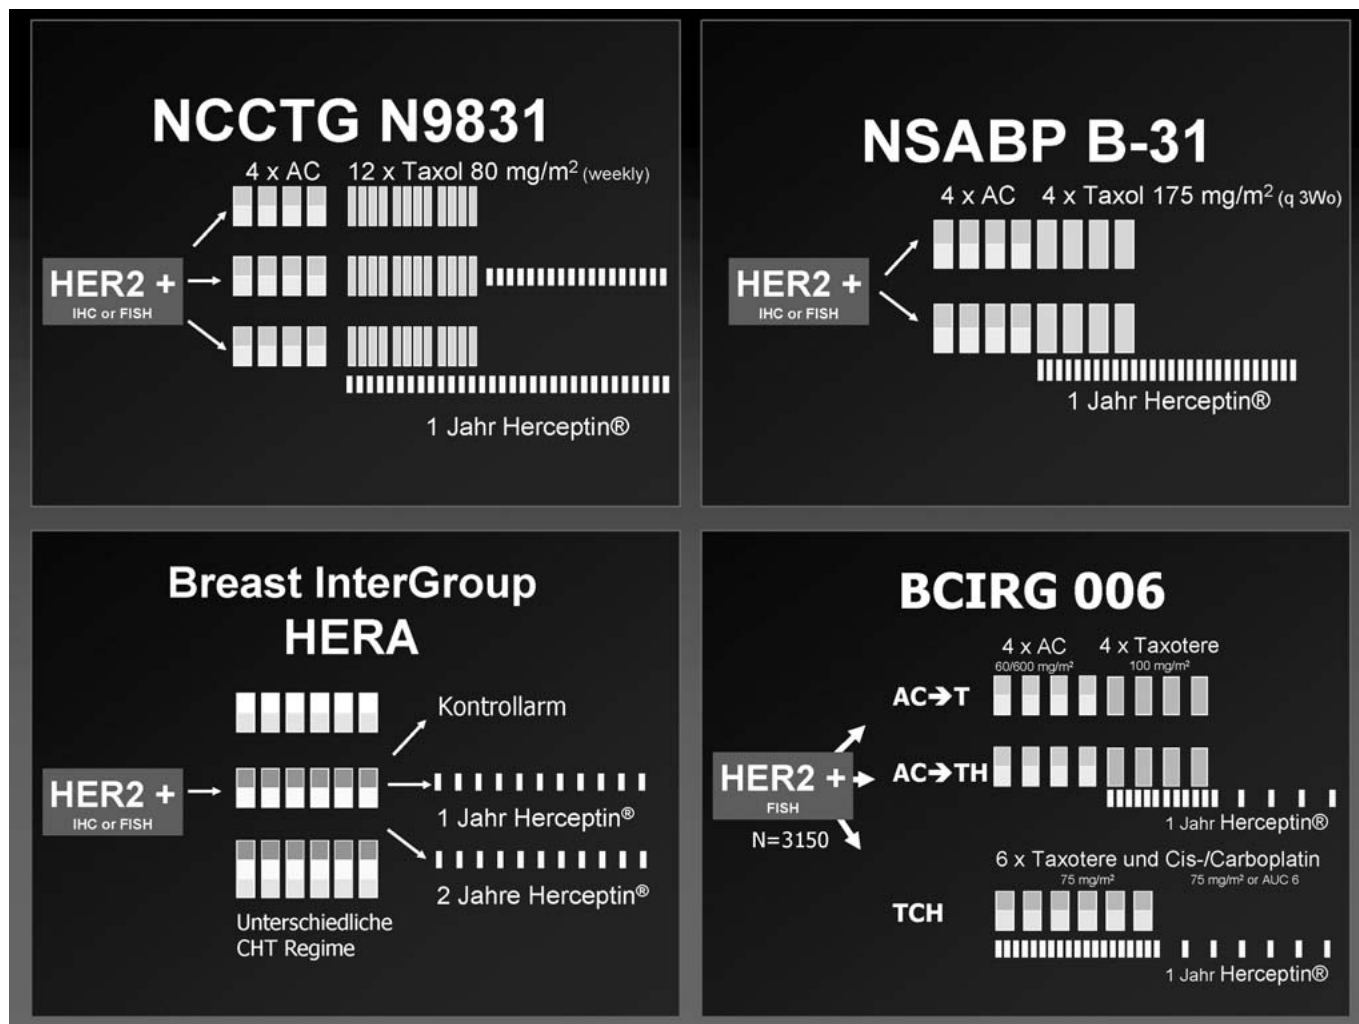 NCCTG N9831
4 x AC 12 x Taxol 80 mg/m² (weekly)
HER2 +
IHC or FISH
1 Jahr Herceptin®
NSABP B-31
4 x AC 4 x Taxol 175 mg/m² (q 3Wo)
HER2 +
IHC or FISH
1 Jahr Herceptin®
Breast InterGroup
HERA
Kontrollarm
HER2 +
IHC or FISH
1 Jahr Herceptin®
2 Jahre Herceptin®
Unterschiedliche
CHT Regime
BCIRG 006
4 x AC 4 x Taxotere
60/600 mg/m² 100 mg/m²
AC➔T
AC➔TH
HER2 +
FISH
N=3150
1 Jahr Herceptin®
6 x Taxotere und Cis-/Carboplatin
75 mg/m² 75 mg/m² or AUC 6
TCH
1 Jahr Herceptin®